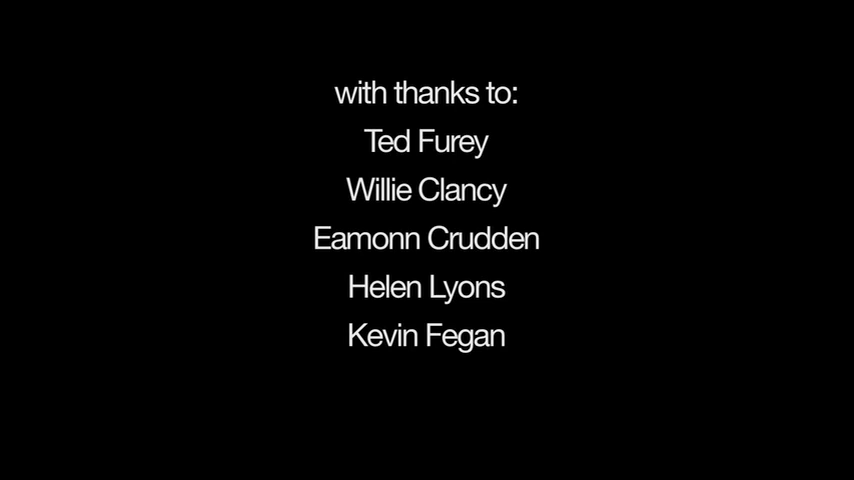 with thanks to:
Ted Furey
Willie Clancy
Eamonn Crudden
Helen Lyons
Kevin Fegan